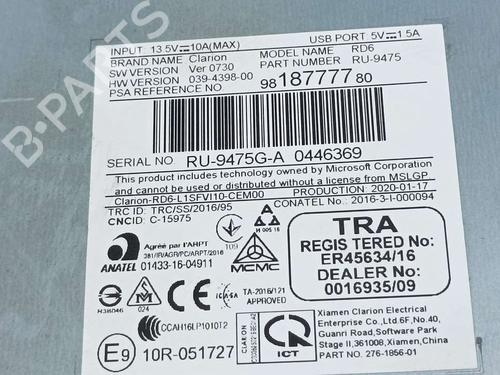 INPUT: 13.5V⎓10A(MAX) USB PORT 5V⎓1.5A
BRAND NAME Clarion MODEL NAME RD6
SW VERSION Ver 0730 PART NUMBER RU-9475
HW VERSION 039-4398-00
PSA REFERENCE NO 98 187777 80
SERIAL NO RU-9475G-A 0446369
This product includes technology owned by Microsoft Corporation
and cannot be used or distributed without a license from MSLGP.
Clarion-RD6-L1SFVI10-CEM00 PRODUCTION: 2020-01-17
TRC ID: TRC/SS/2016/95 CONATEL No.: 2016-3-I-000094
CNCID: C-15975
TRA
REGISTERED No:
ER45634/16
DEALER No:
0016935/09
Agréé par l'ARPT
ANATEL 01433-16-04911
T09
MCMC
024
ICASA
TA-2016/121
APPROVED
CCAH16LP1010T2
E9 10R-051727
CLARION
ICT
Xiamen Clarion Electrical
Enterprise Co.,Ltd 6F, No.40,
Guanri Road, Software Park
Stage II,361008, Xiamen, China
PART No. 276-1856-01
B-PARTS